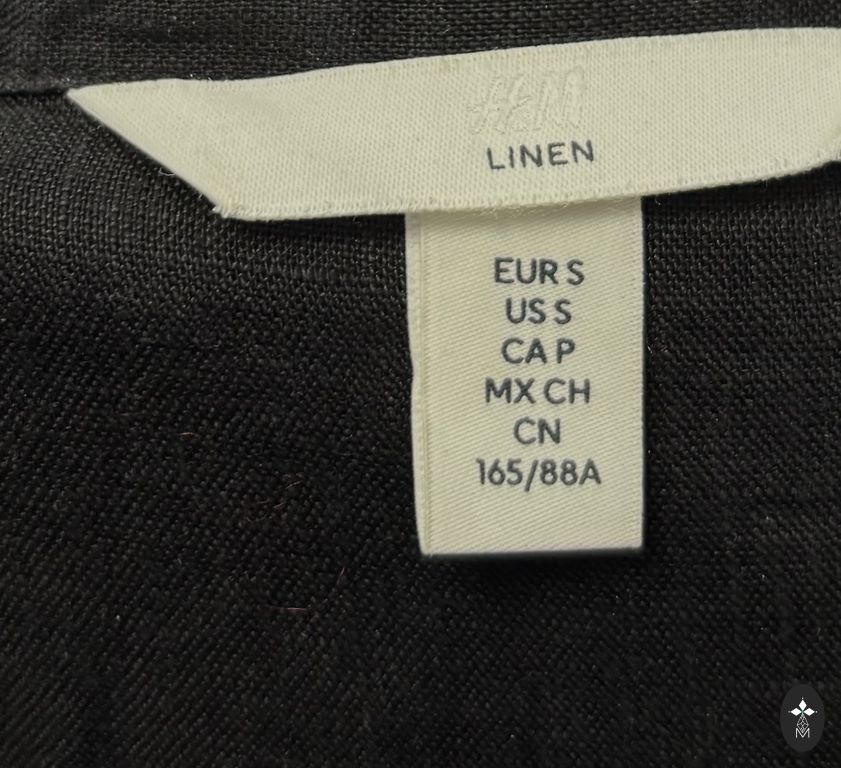 H&M
LINEN
EUR S
US S
CA P
MX CH
CN
165/88A
M